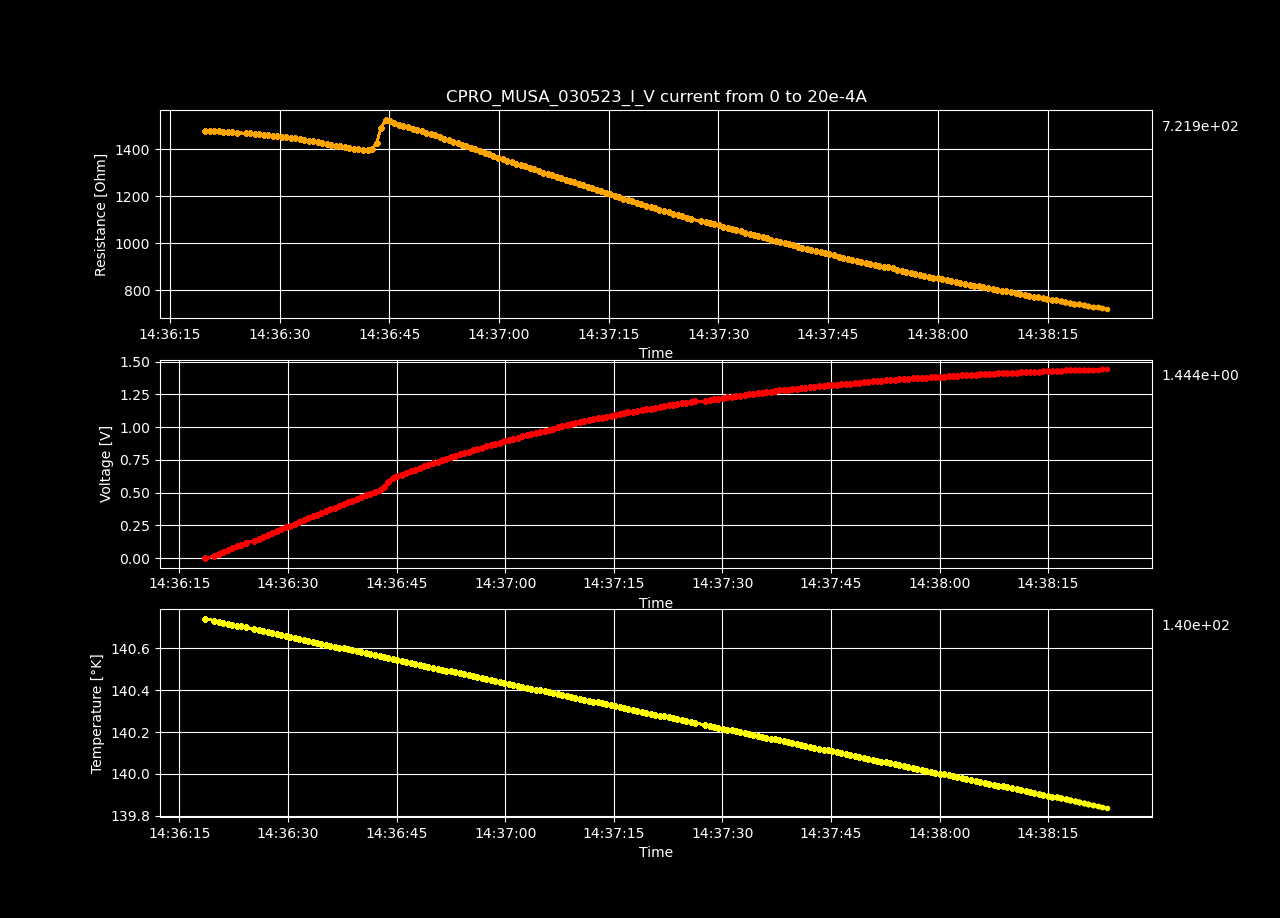 CPRO_MUSA_030523_I_V current from 0 to 20e-4A
7.219e+02
Resistance [Ohm]
1400
1200
1000
800
14:36:15 14:36:30 14:36:45 14:37:00 14:37:15 14:37:30 14:37:45 14:38:00 14:38:15
Time
1.444e+00
Voltage [V]
1.50
1.25
1.00
0.75
0.50
0.25
0.00
14:36:15 14:36:30 14:36:45 14:37:00 14:37:15 14:37:30 14:37:45 14:38:00 14:38:15
Time
1.40e+02
Temperature [°K]
140.6
140.4
140.2
140.0
139.8
14:36:15 14:36:30 14:36:45 14:37:00 14:37:15 14:37:30 14:37:45 14:38:00 14:38:15
Time